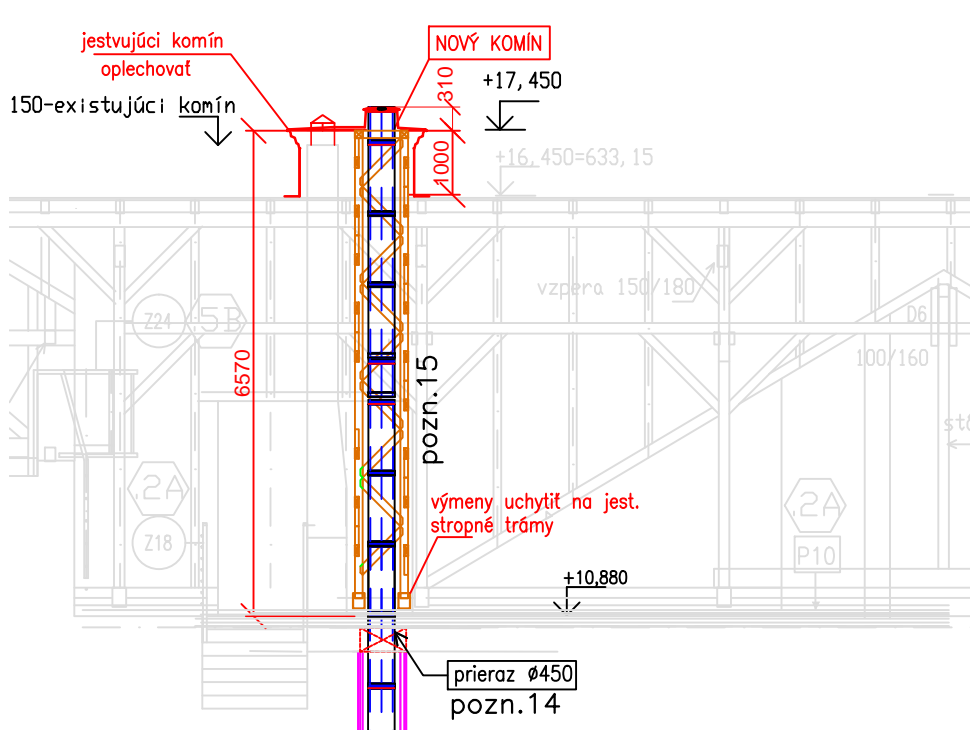 jestvujúci komín
oplechovať
NOVÝ KOMÍN
150-existujúci komín
310
+17,450
1000
+16,450=633,15
vzpera 150/180
Z24
.5B
D6
100/160
6570
pozn.15
.2A
výmeny uchytiť na jest.
stropné trámy
.2A
Z18
P10
+10,880
prieraz Ø450
pozn.14